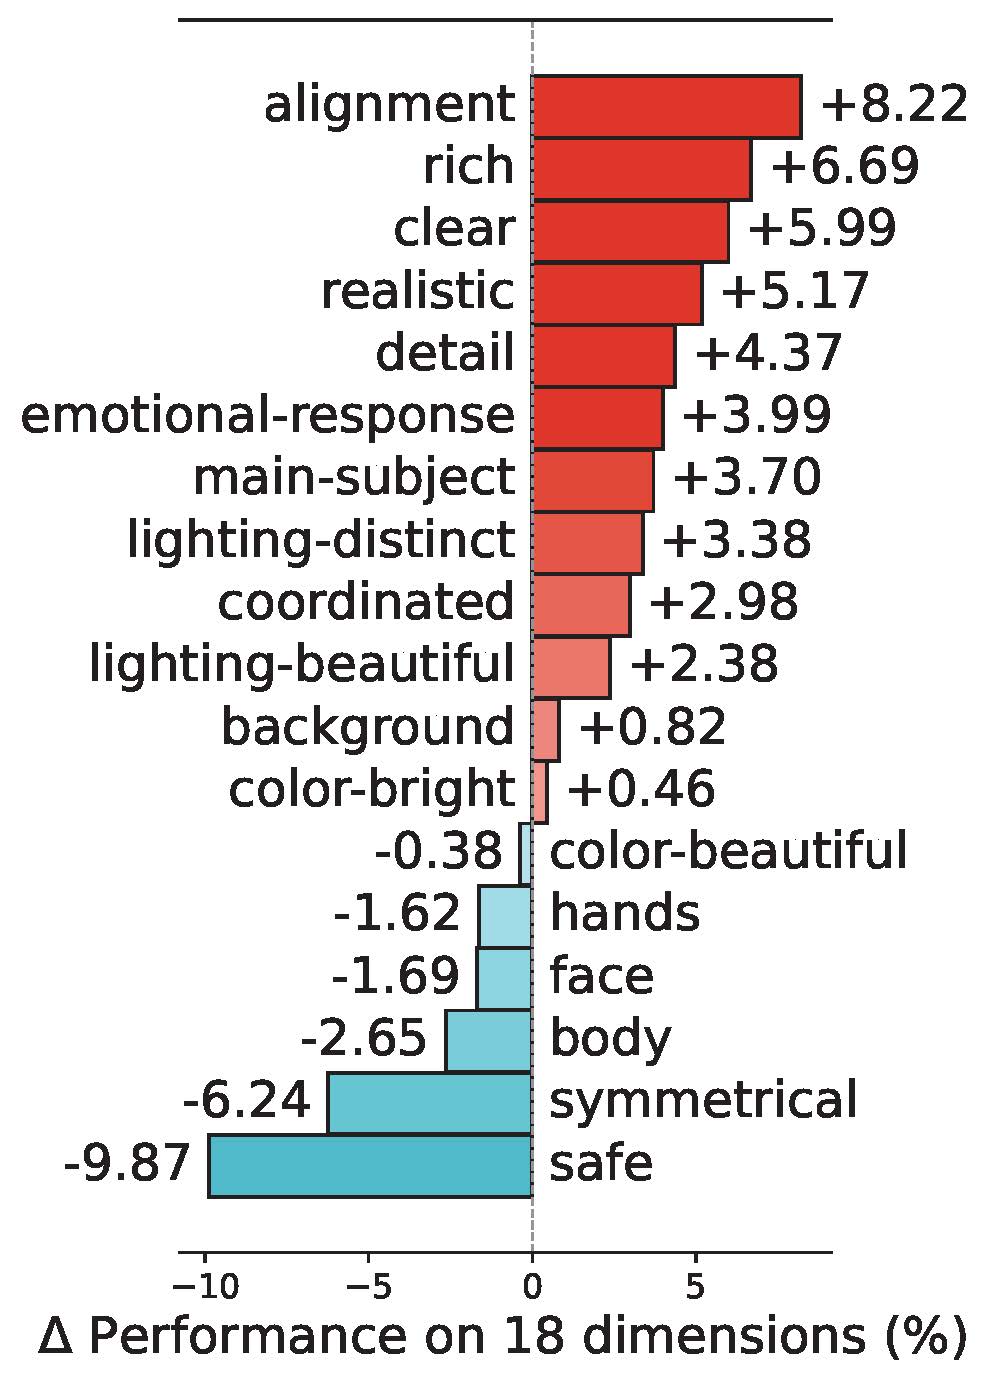 alignment +8.22
rich +6.69
clear +5.99
realistic +5.17
detail +4.37
emotional-response +3.99
main-subject +3.70
lighting-distinct +3.38
coordinated +2.98
lighting-beautiful +2.38
background +0.82
color-bright +0.46
-0.38 color-beautiful
-1.62 hands
-1.69 face
-2.65 body
-6.24 symmetrical
-9.87 safe
−10 −5 0 5
Δ Performance on 18 dimensions (%)